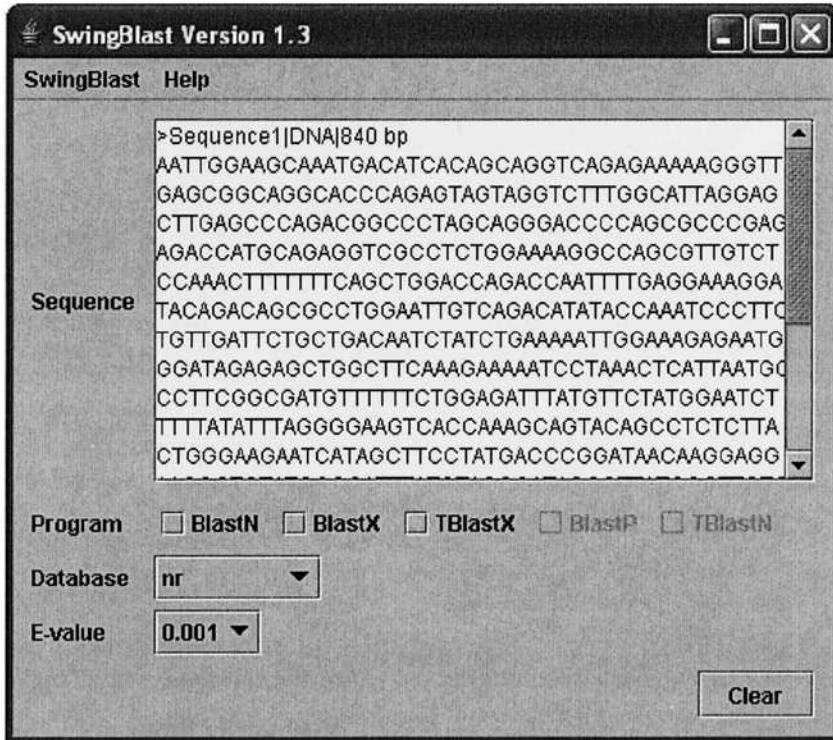 SwingBlast Version 1.3
SwingBlast Help
Sequence
>Sequence1|DNA|840 bp
AATTGGAAGCAAATGACATCACAGCAGGTCAGAGAAAAAGGGTT
GAGCGGCAGGCACCCAGAGTAGTAGGTCTTTGGCATTAGGAG
CTTGAGCCCAGACGGCCCTAGCAGGGACCCCAGCGCCCGAG
AGACCATGCAGAGGTCGCCTCTGGAAAAGGCCAGCGTTGTCT
CCAAACTTTTTTTCAGCTGGACCAGACCAATTTTGAGGAAAGGA
TACAGACAGCGCCTGGAATTGTCAGACATATACCAAATCCCTTC
TGTTGATTCTGCTGACAATCTATCTGAAAAATTGGAAAGAGAATG
GGATAGAGAGCTGGCTTCAAAGAAAAATCCTAAACTCATTAATGC
CCTTCGGCGATGTTTTTTCTGGAGATTTATGTTCTATGGAATCT
TTTTATATTTAGGGGAAGTCACCAAAGCAGTACAGCCTCTCTTA
CTGGGAAGAATCATAGCTTCCTATGACCCGGATAACAAGGAGG
Program BlastN BlastX TBlastX BlastP TBlastN
Database nr
E-value 0.001
Clear